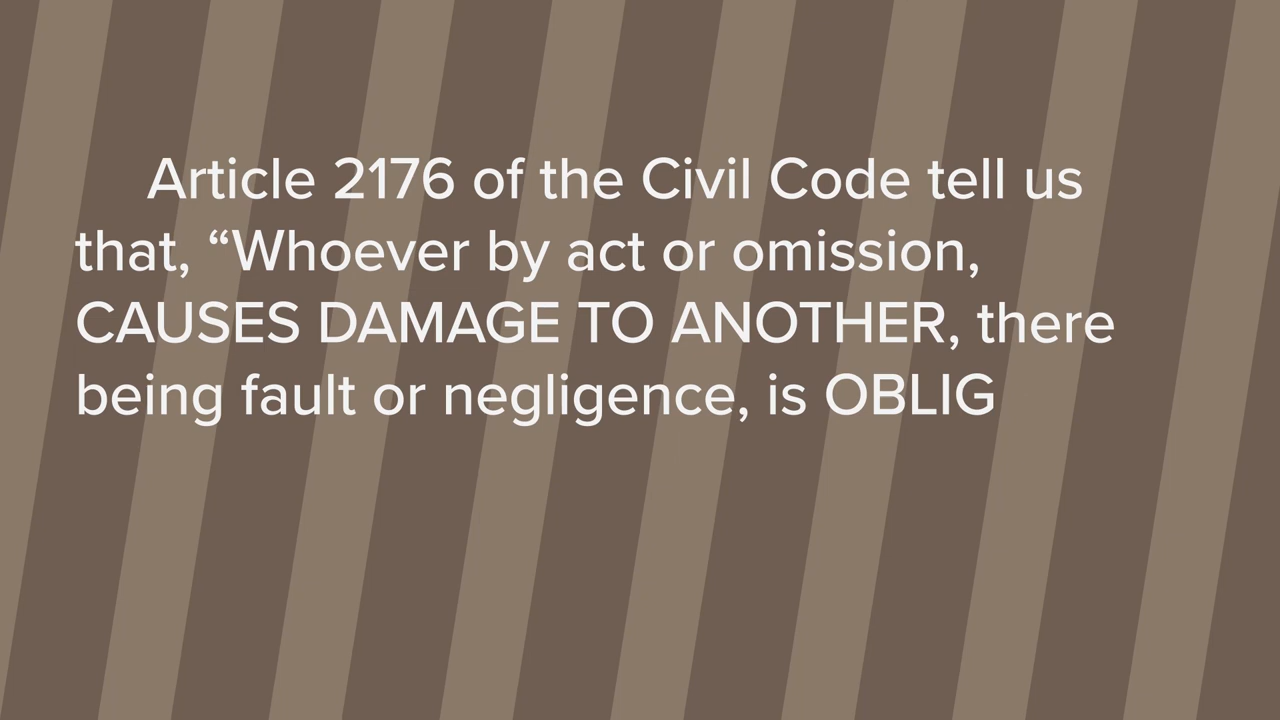 Article 2176 of the Civil Code tell us
that, “Whoever by act or omission,
CAUSES DAMAGE TO ANOTHER, there
being fault or negligence, is OBLIG